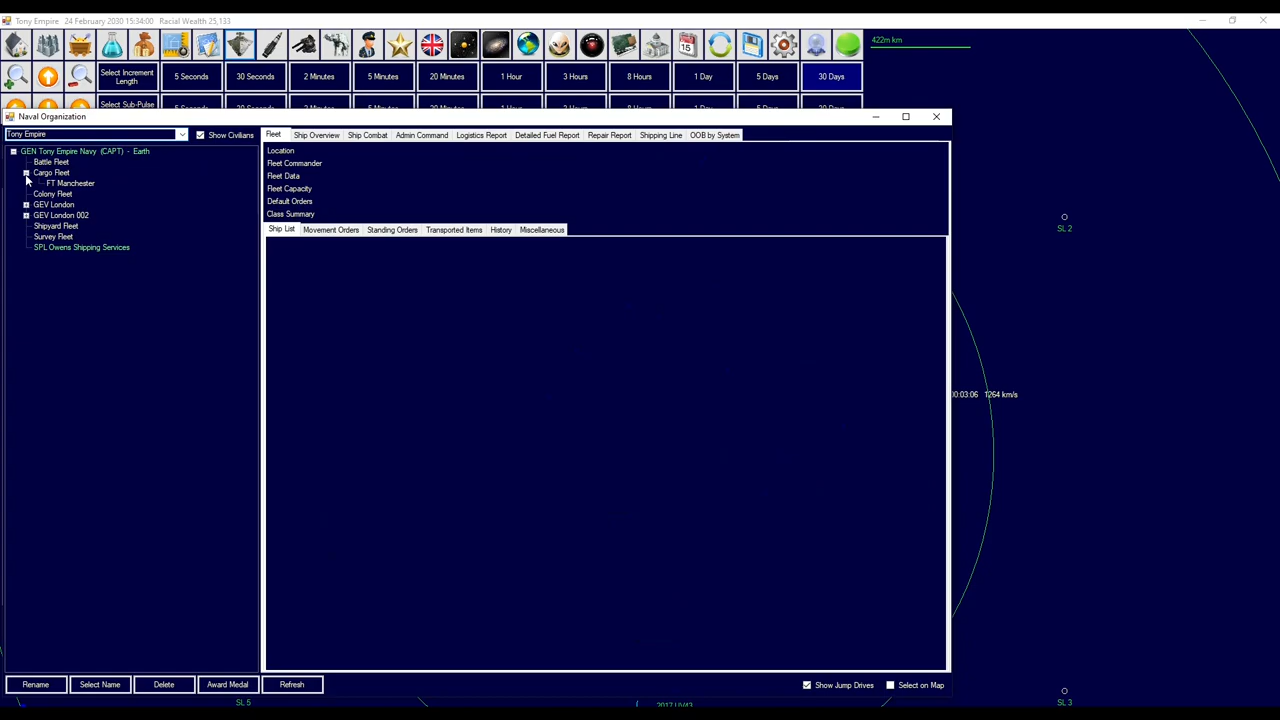 Tony Empire 24 February 2030 15:34:00 Racial Wealth 25,133
422m km
Select Increment Length 5 Seconds 30 Seconds 2 Minutes 5 Minutes 20 Minutes 1 Hour 3 Hours 8 Hours 1 Day 5 Days 30 Days
Select Sub-Pulse
Naval Organization
Tony Empire Show Civilians Fleet Ship Overview Ship Combat Admin Command Logistics Report Detailed Fuel Report Repair Report Shipping Line OOB by System
GEN Tony Empire Navy (CAPT) - Earth
Battle Fleet
Cargo Fleet
FT Manchester
Colony Fleet
GEV London
GEV London 002
Shipyard Fleet
Survey Fleet
SPL Owens Shipping Services
Location
Fleet Commander
Fleet Data
Fleet Capacity
Default Orders
Class Summary
Ship List Movement Orders Standing Orders Transported Items History Miscellaneous
SL 2
00:03:06 1264 km/s
Rename Select Name Delete Award Medal Refresh Show Jump Drives Select on Map
SL 5
2017 UV43
SL 3